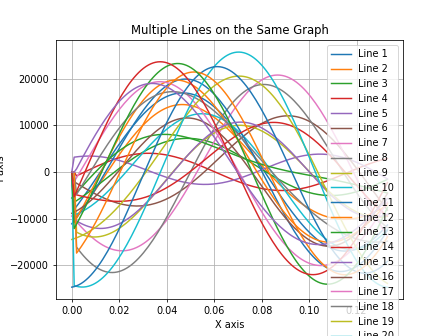 Multiple Lines on the Same Graph
20000
10000
0
−10000
−20000
0.00
0.02
0.04
0.06
0.08
0.10
X axis
Line 1
Line 2
Line 3
Line 4
Line 5
Line 6
Line 7
Line 8
Line 9
Line 10
Line 11
Line 12
Line 13
Line 14
Line 15
Line 16
Line 17
Line 18
Line 19
Line 20